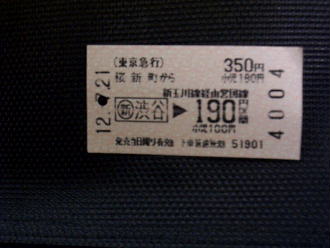 (東京急行)
桜新町から
350円
小児180円
新玉川線経由営団線
㊟渋谷▶190円区間
小児100円
発売当日限り有効 下車前途無効 51901
12.-7.21
4004